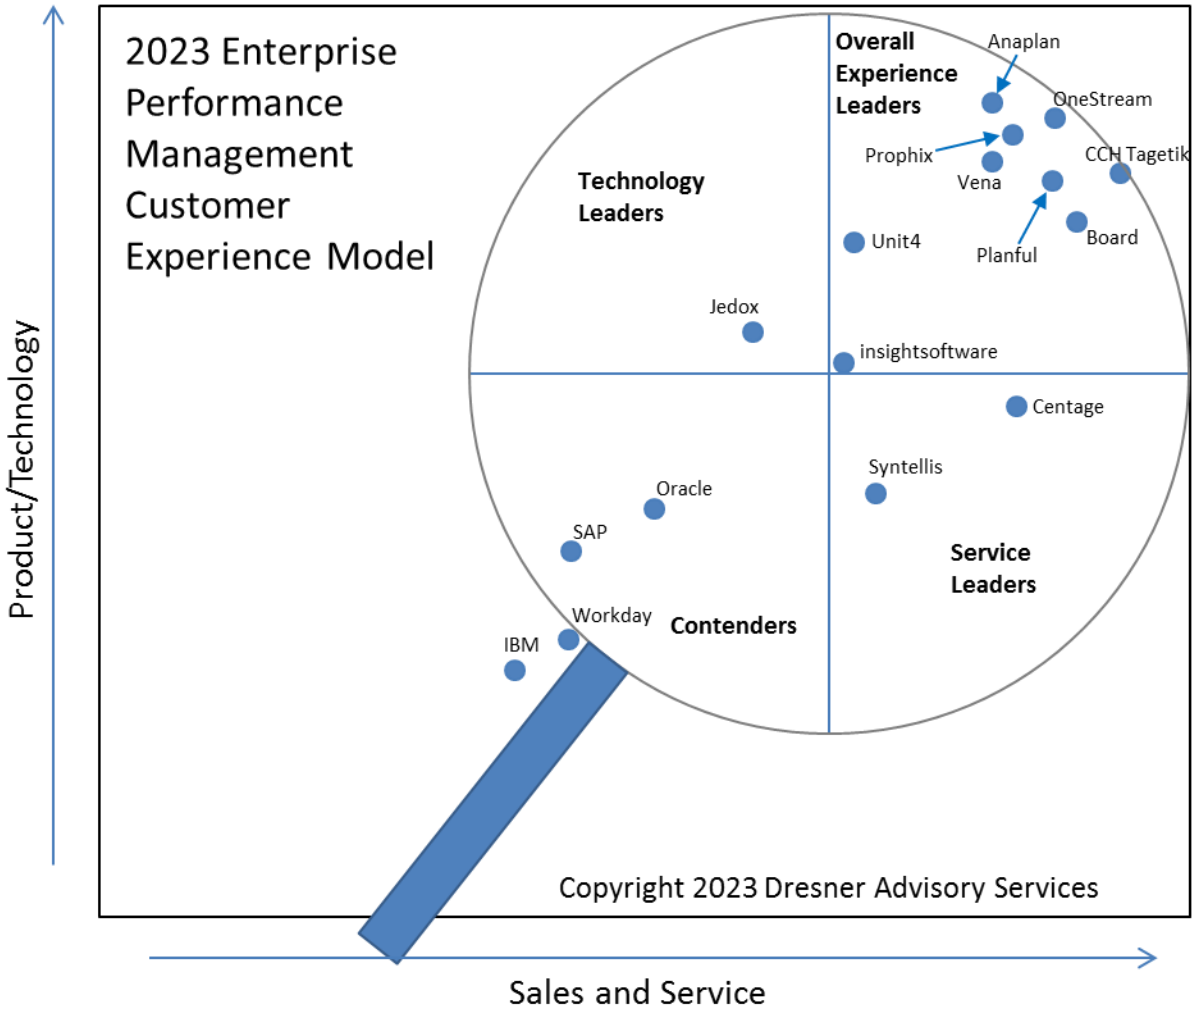 2023 Enterprise
Performance
Management
Customer
Experience Model
Overall
Experience
Leaders
Anaplan
OneStream
Prophix
CCH Tagetik
Vena
Technology
Leaders
Unit4
Board
Planful
Jedox
insightsoftware
Centage
Syntellis
Oracle
SAP
Service
Leaders
Workday
Contenders
IBM
Product/Technology
Copyright 2023 Dresner Advisory Services
Sales and Service